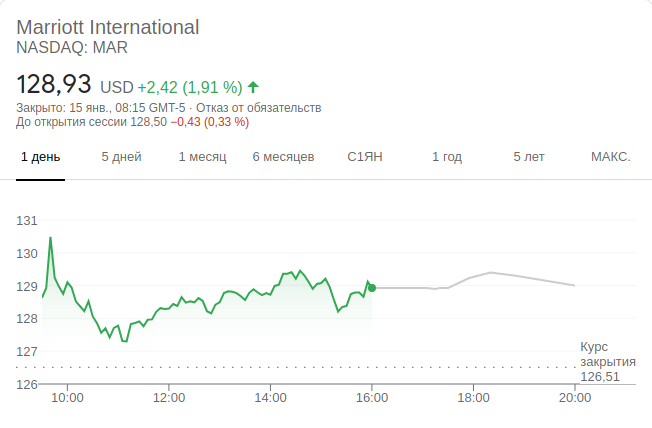 Marriott International
NASDAQ: MAR
128,93 USD +2,42 (1,91 %)
Закрыто: 15 янв., 08:15 GMT-5 · Отказ от обязательств
До открытия сессии 128,50 −0,43 (0,33 %)
1 день 5 дней 1 месяц 6 месяцев С1ЯН 1 год 5 лет МАКС.
131
130
129
128
127
126
Курс
закрытия
126,51
10:00 12:00 14:00 16:00 18:00 20:00